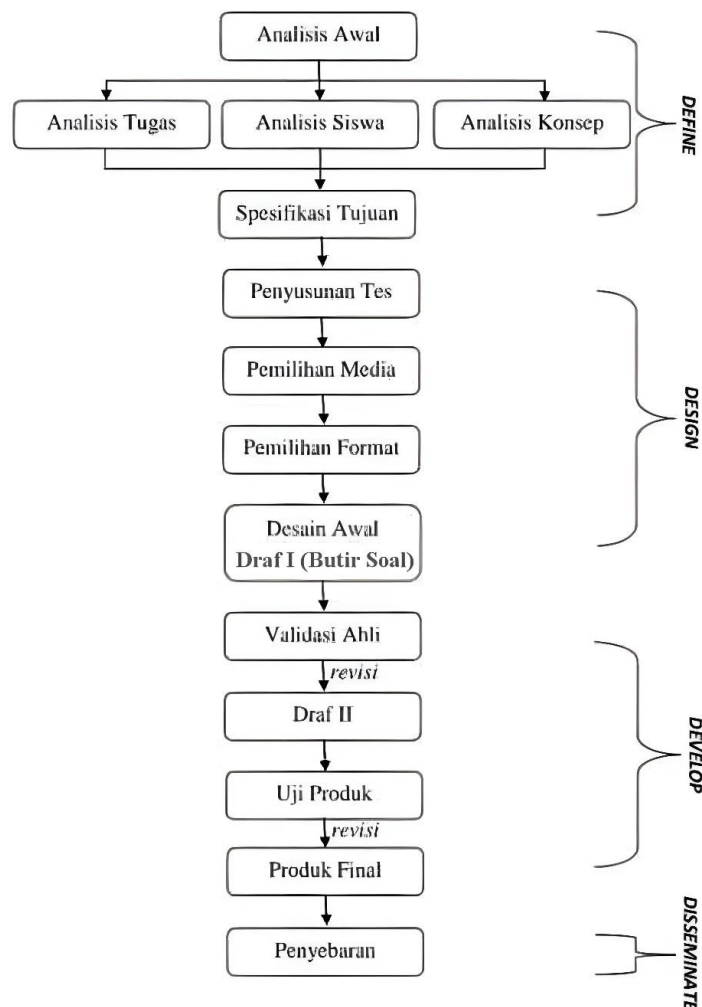 Analisis Awal
Analisis Tugas
Analisis Siswa
Analisis Konsep
Spesifikasi Tujuan
DEFINE
Penyusunan Tes
Pemilihan Media
Pemilihan Format
Desain Awal
Draf I (Butir Soal)
DESIGN
Validasi Ahli
revisi
Draf II
Uji Produk
revisi
Produk Final
DEVELOP
Penyebaran
DISSEMINATE